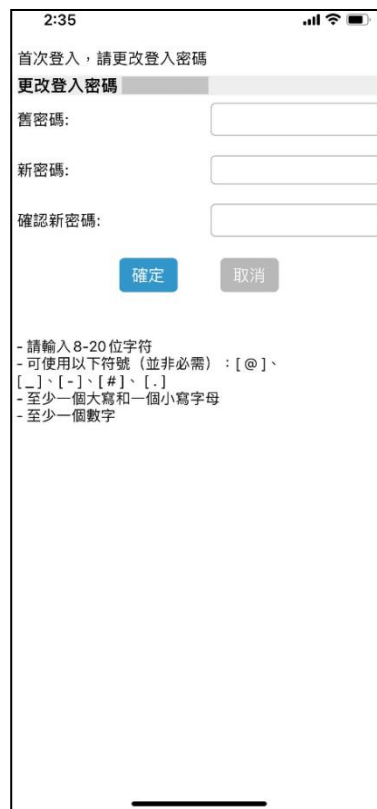 2:35
首次登入，請更改登入密碼
更改登入密碼
舊密碼:
新密碼:
確認新密碼:
確定 取消
- 請輸入8-20位字符
- 可使用以下符號（並非必需）：[ @ ]、
[ _ ]、[ - ]、[ # ]、 [ . ]
- 至少一個大寫和一個小寫字母
- 至少一個數字